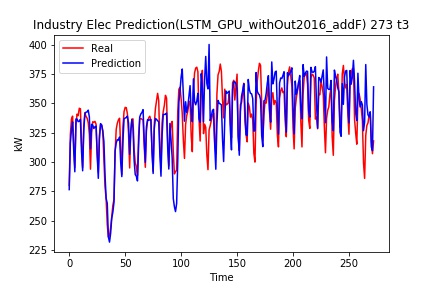 Industry Elec Prediction(LSTM_GPU_withOut2016_addF) 273 t3
Real
Prediction
400
375
350
325
300
275
250
225
kW
0 50 100 150 200 250
Time